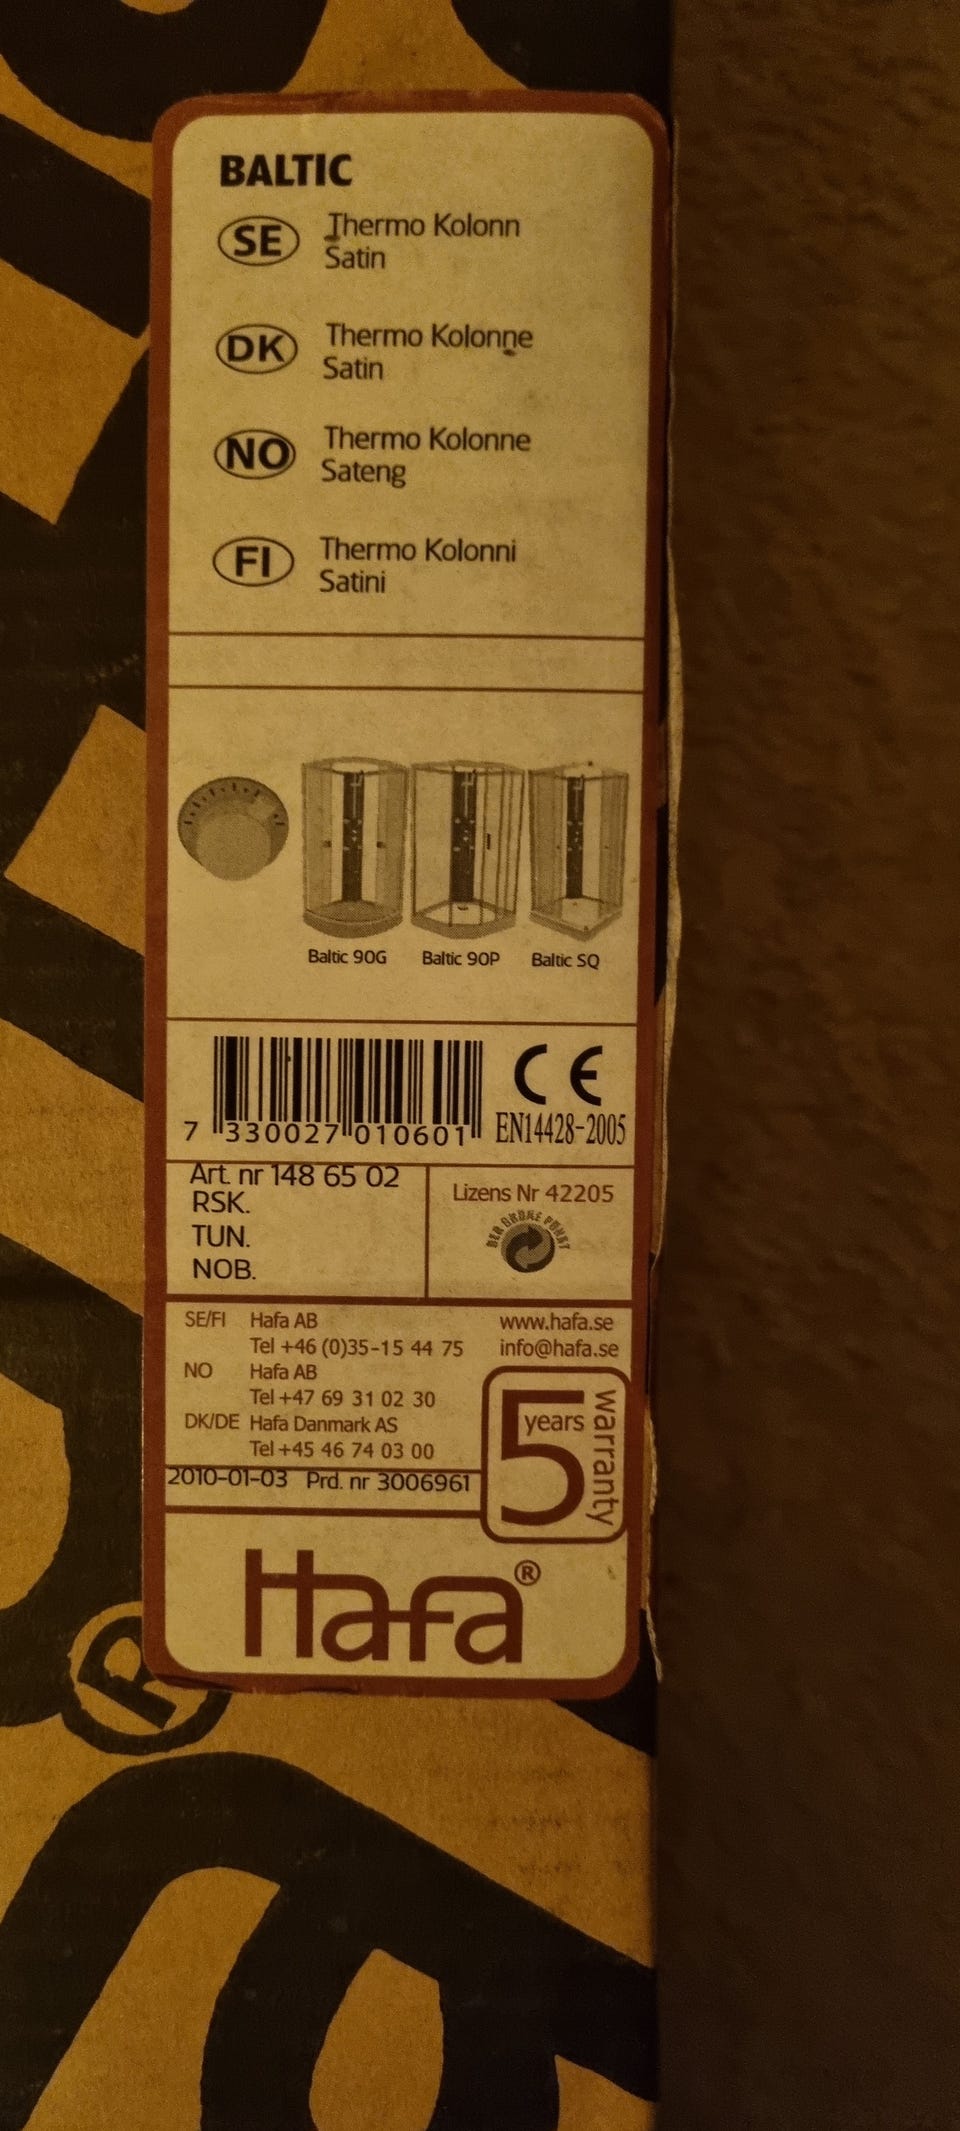 BALTIC
SE Thermo Kolonn
Satin
DK Thermo Kolonne
Satin
NO Thermo Kolonne
Sateng
FI Thermo Kolonni
Satini
Baltic 90G Baltic 90P Baltic SQ
CE
7 330027 010601 EN14428-2005
Art. nr 148 65 02
RSK.
TUN.
NOB.
Lizens Nr 42205
DER GRÜNE PUNKT
SE/FI Hafa AB www.hafa.se
Tel +46 (0)35-15 44 75 info@hafa.se
NO Hafa AB
Tel +47 69 31 02 30
DK/DE Hafa Danmark AS
Tel +45 46 74 03 00
2010-01-03 Prd. nr 3006961
5 years warranty
Hafa®
®